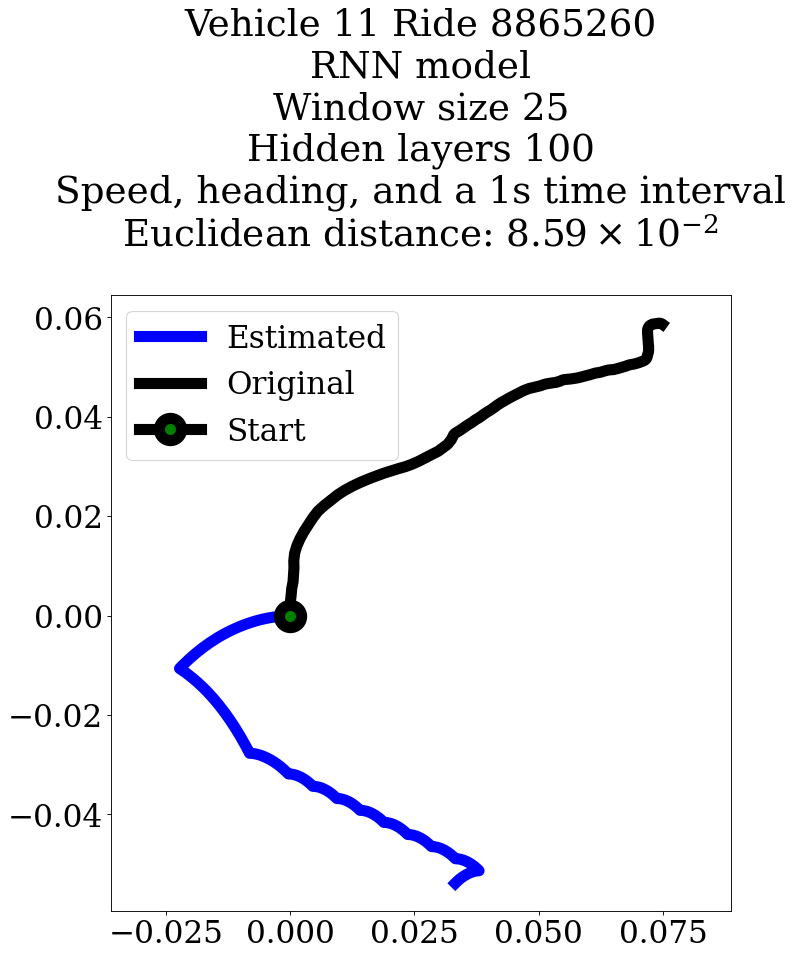 Vehicle 11 Ride 8865260
RNN model
Window size 25
Hidden layers 100
Speed, heading, and a 1s time interval
Euclidean distance: 8.59 × 10⁻²
Estimated
Original
Start
0.06
0.04
0.02
0.00
−0.02
−0.04
−0.025 0.000 0.025 0.050 0.075